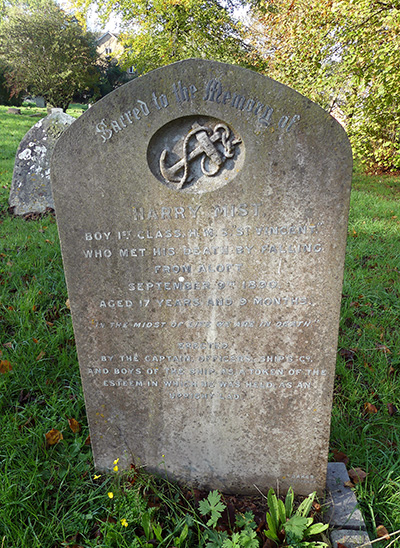 Sacred to the Memory of
HARRY MIST
BOY 1ST CLASS, H.M.S. ST VINCENT
WHO MET HIS DEATH BY FALLING
FROM ALOFT
SEPTEMBER
AGED 17 YEARS AND 9 MONTHS.
"IN THE MIDST OF LIFE WE ARE IN DEATH"
ERECTED
BY THE CAPTAIN, OFFICERS, SHIP'S CO.
AND BOYS OF THE SHIP AS A TOKEN OF THE
ESTEEM IN WHICH HE WAS HELD AS AN